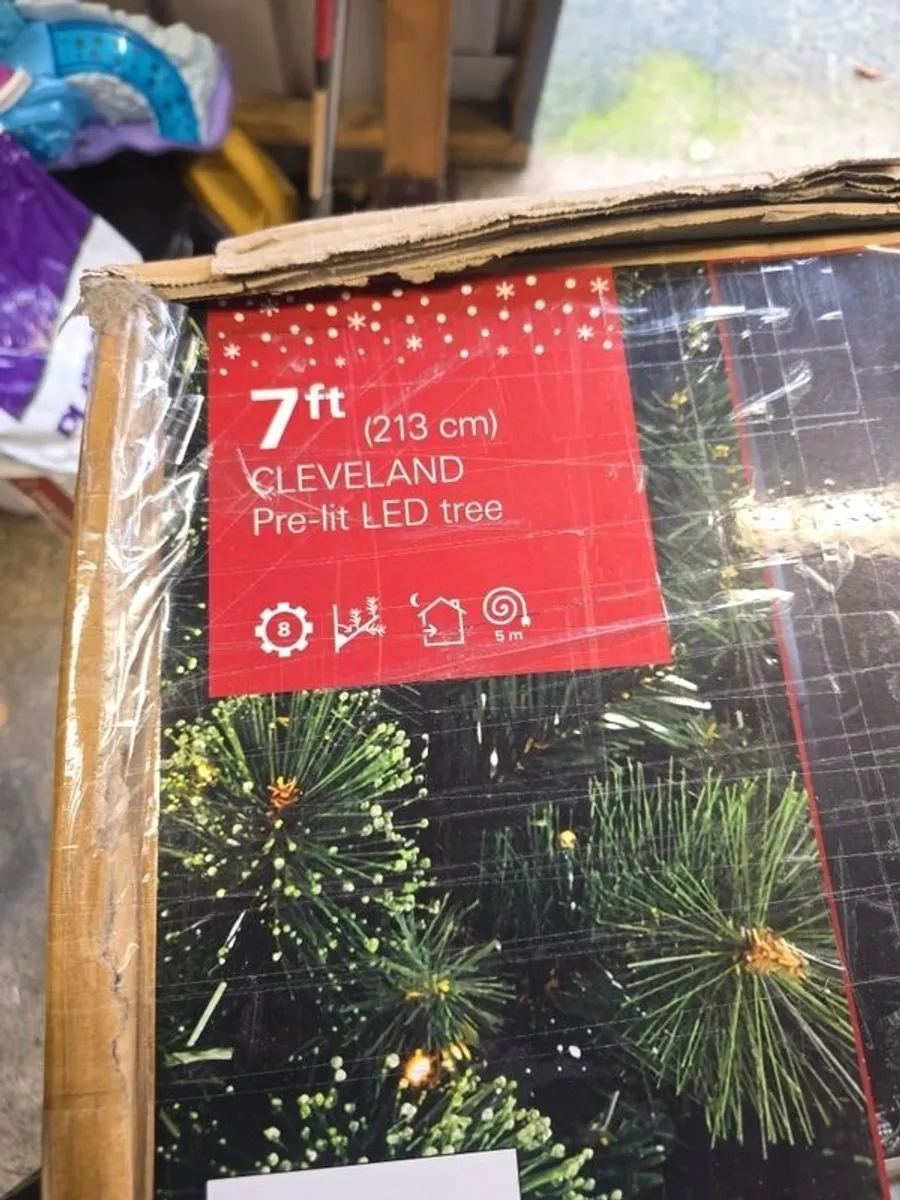 7ft (213 cm)
CLEVELAND
Pre-lit LED tree
8
5 m